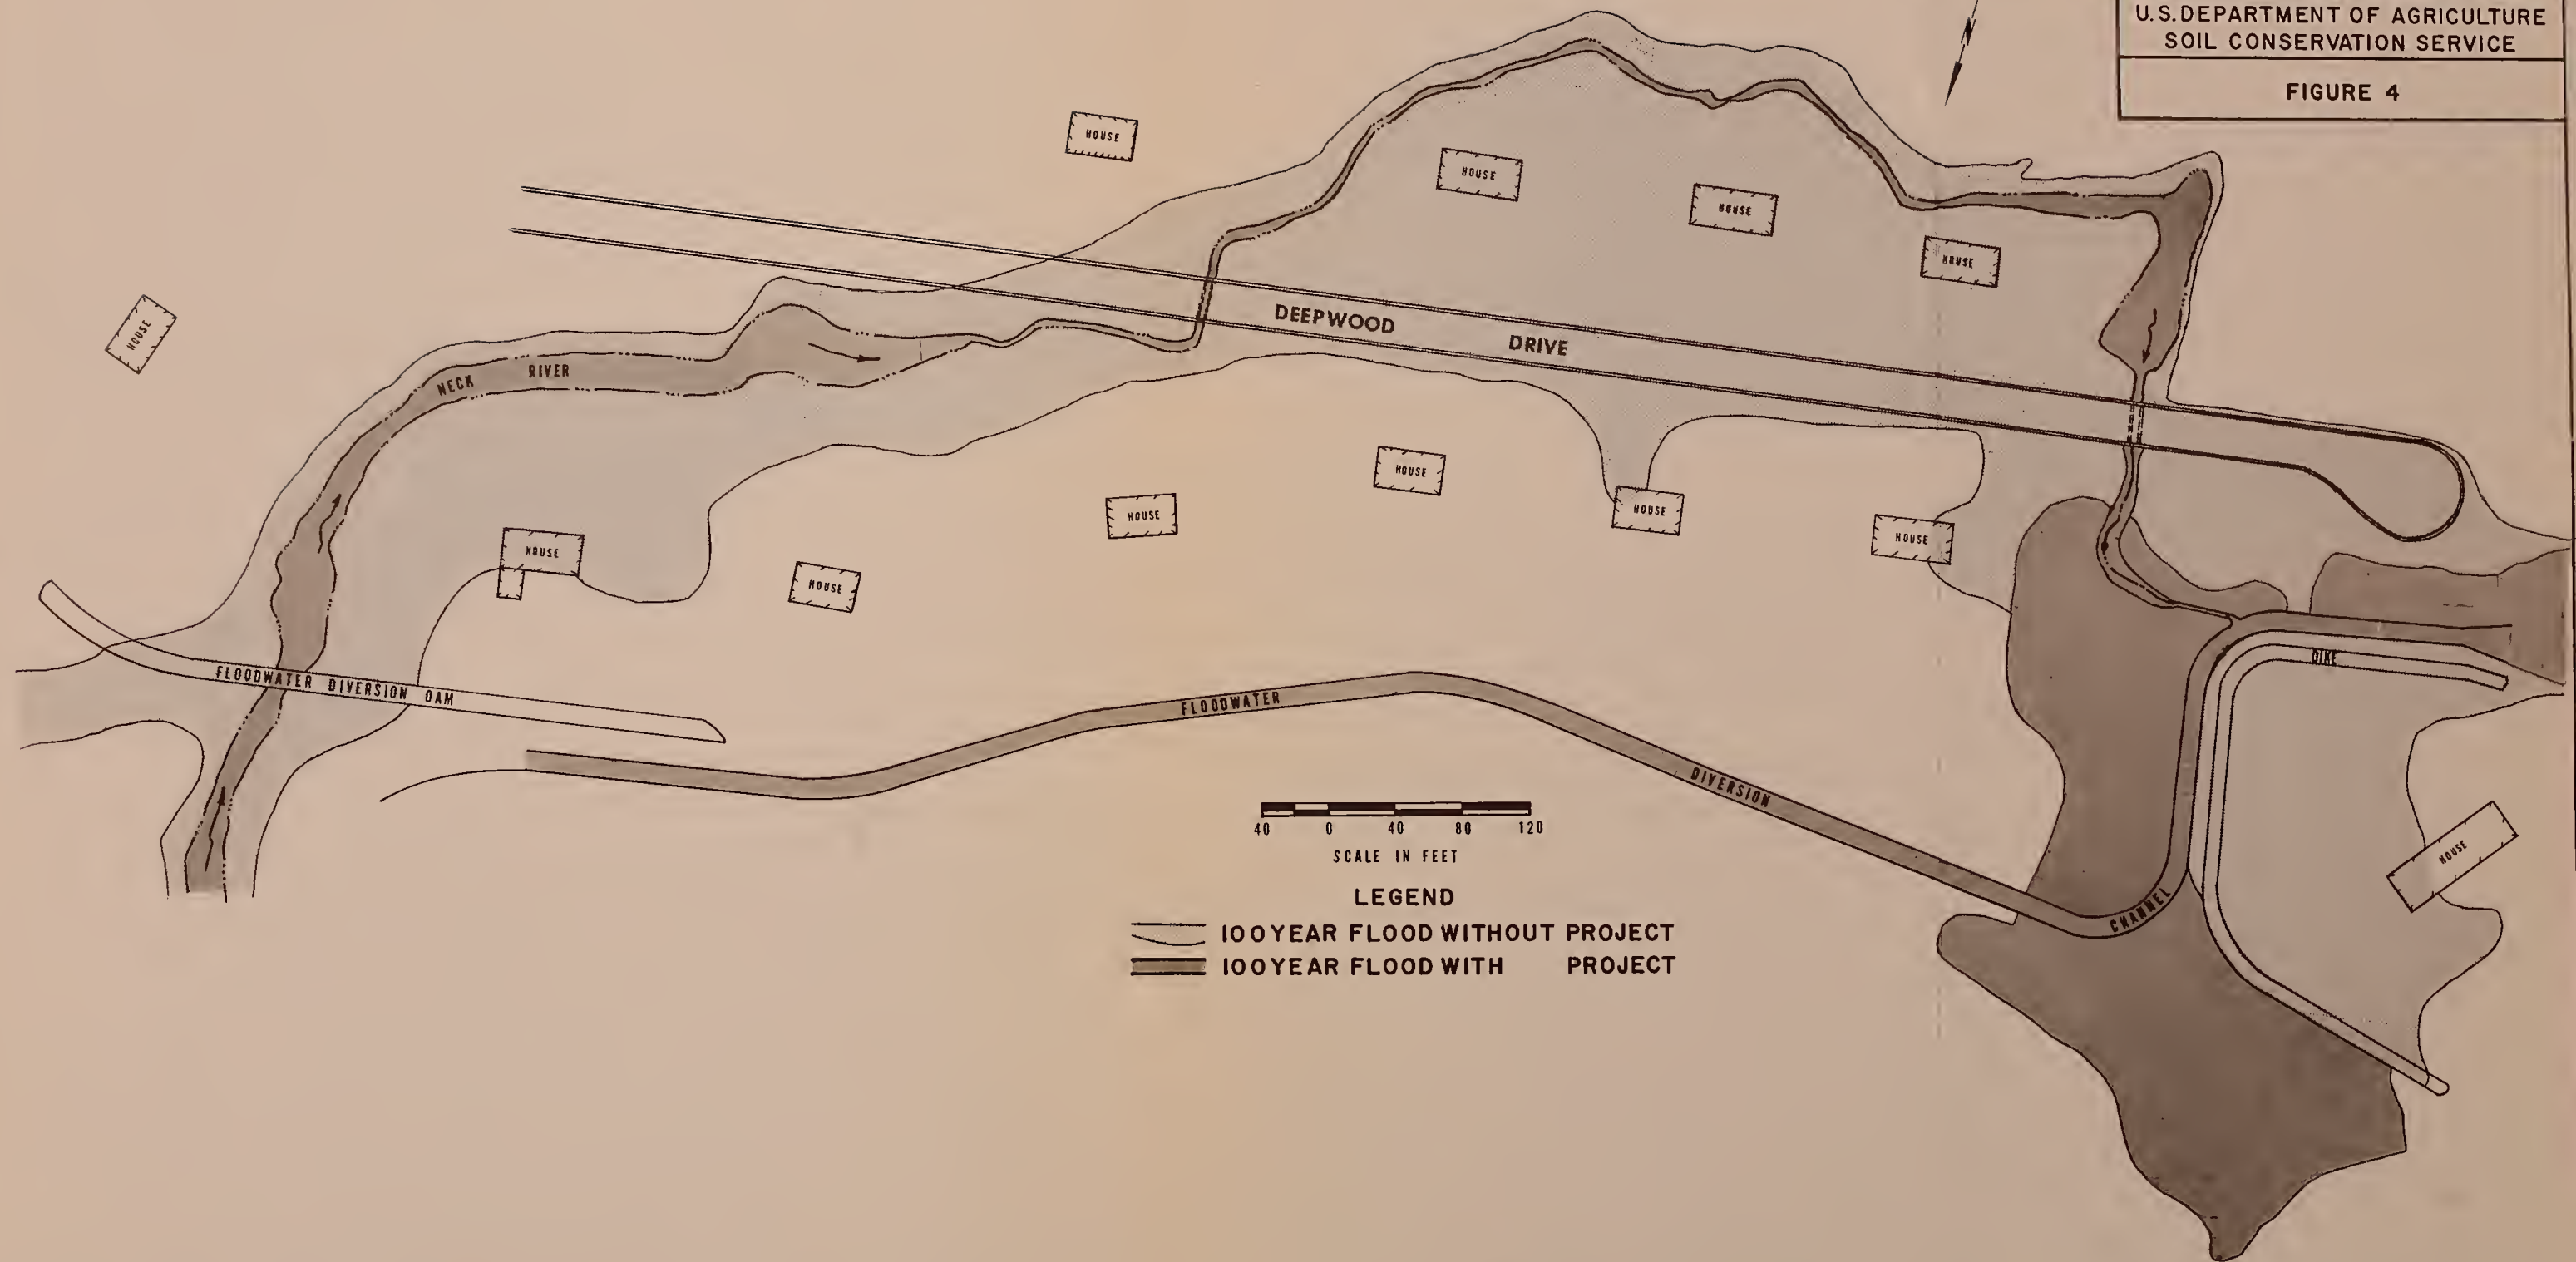 U.S. DEPARTMENT OF AGRICULTURE
SOIL CONSERVATION SERVICE
FIGURE 4
HOUSE
HOUSE
HOUSE
HOUSE
HOUSE
DEEPWOOD DRIVE
NECK RIVER
HOUSE
HOUSE
HOUSE
HOUSE
HOUSE
HOUSE
FLOODWATER DIVERSION DAM
DIKE
FLOODWATER
DIVERSION
CHANNEL
HOUSE
40 0 40 80 120
SCALE IN FEET
LEGEND
100 YEAR FLOOD WITHOUT PROJECT
100 YEAR FLOOD WITH PROJECT